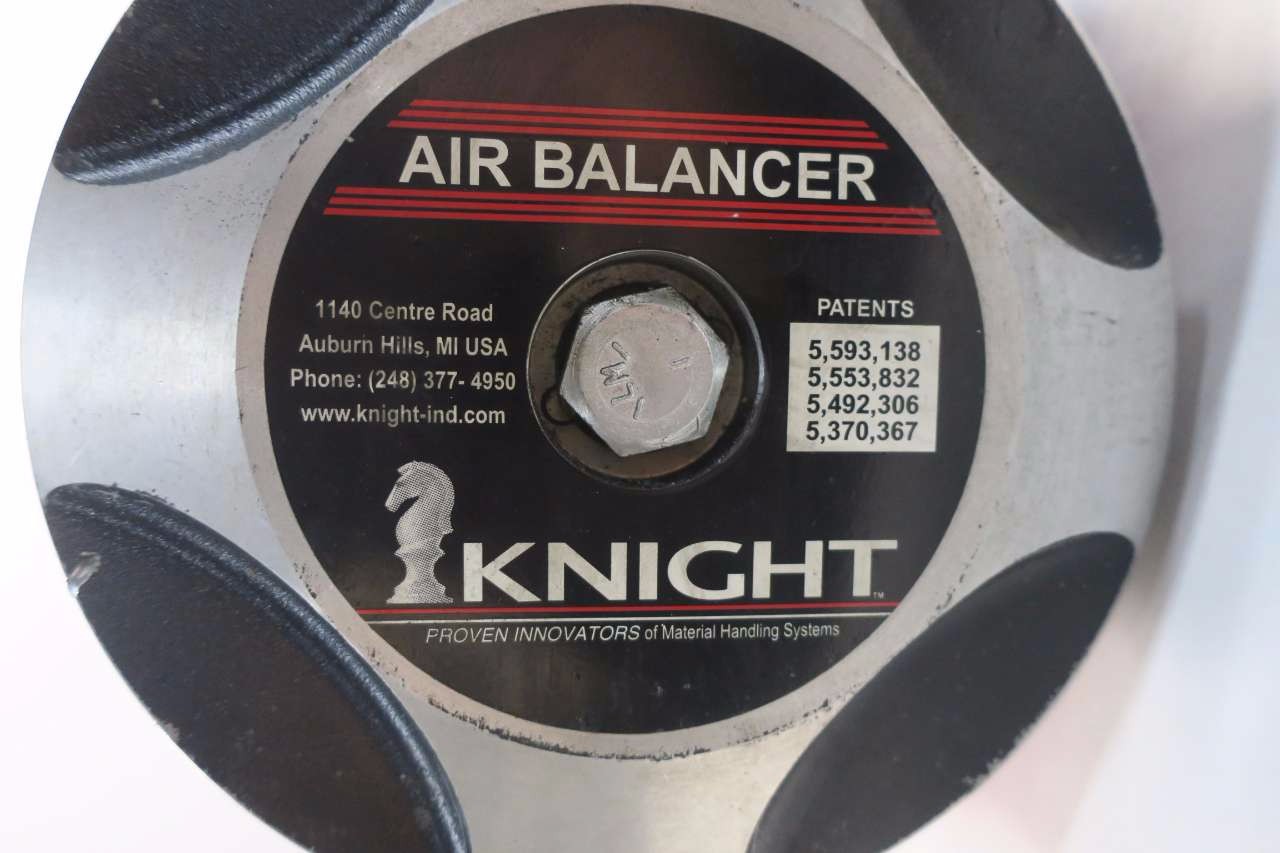 AIR BALANCER
1140 Centre Road
Auburn Hills, MI USA
Phone: (248) 377- 4950
www.knight-ind.com
PATENTS
5,593,138
5,553,832
5,492,306
5,370,367
KNIGHT™
PROVEN INNOVATORS of Material Handling Systems